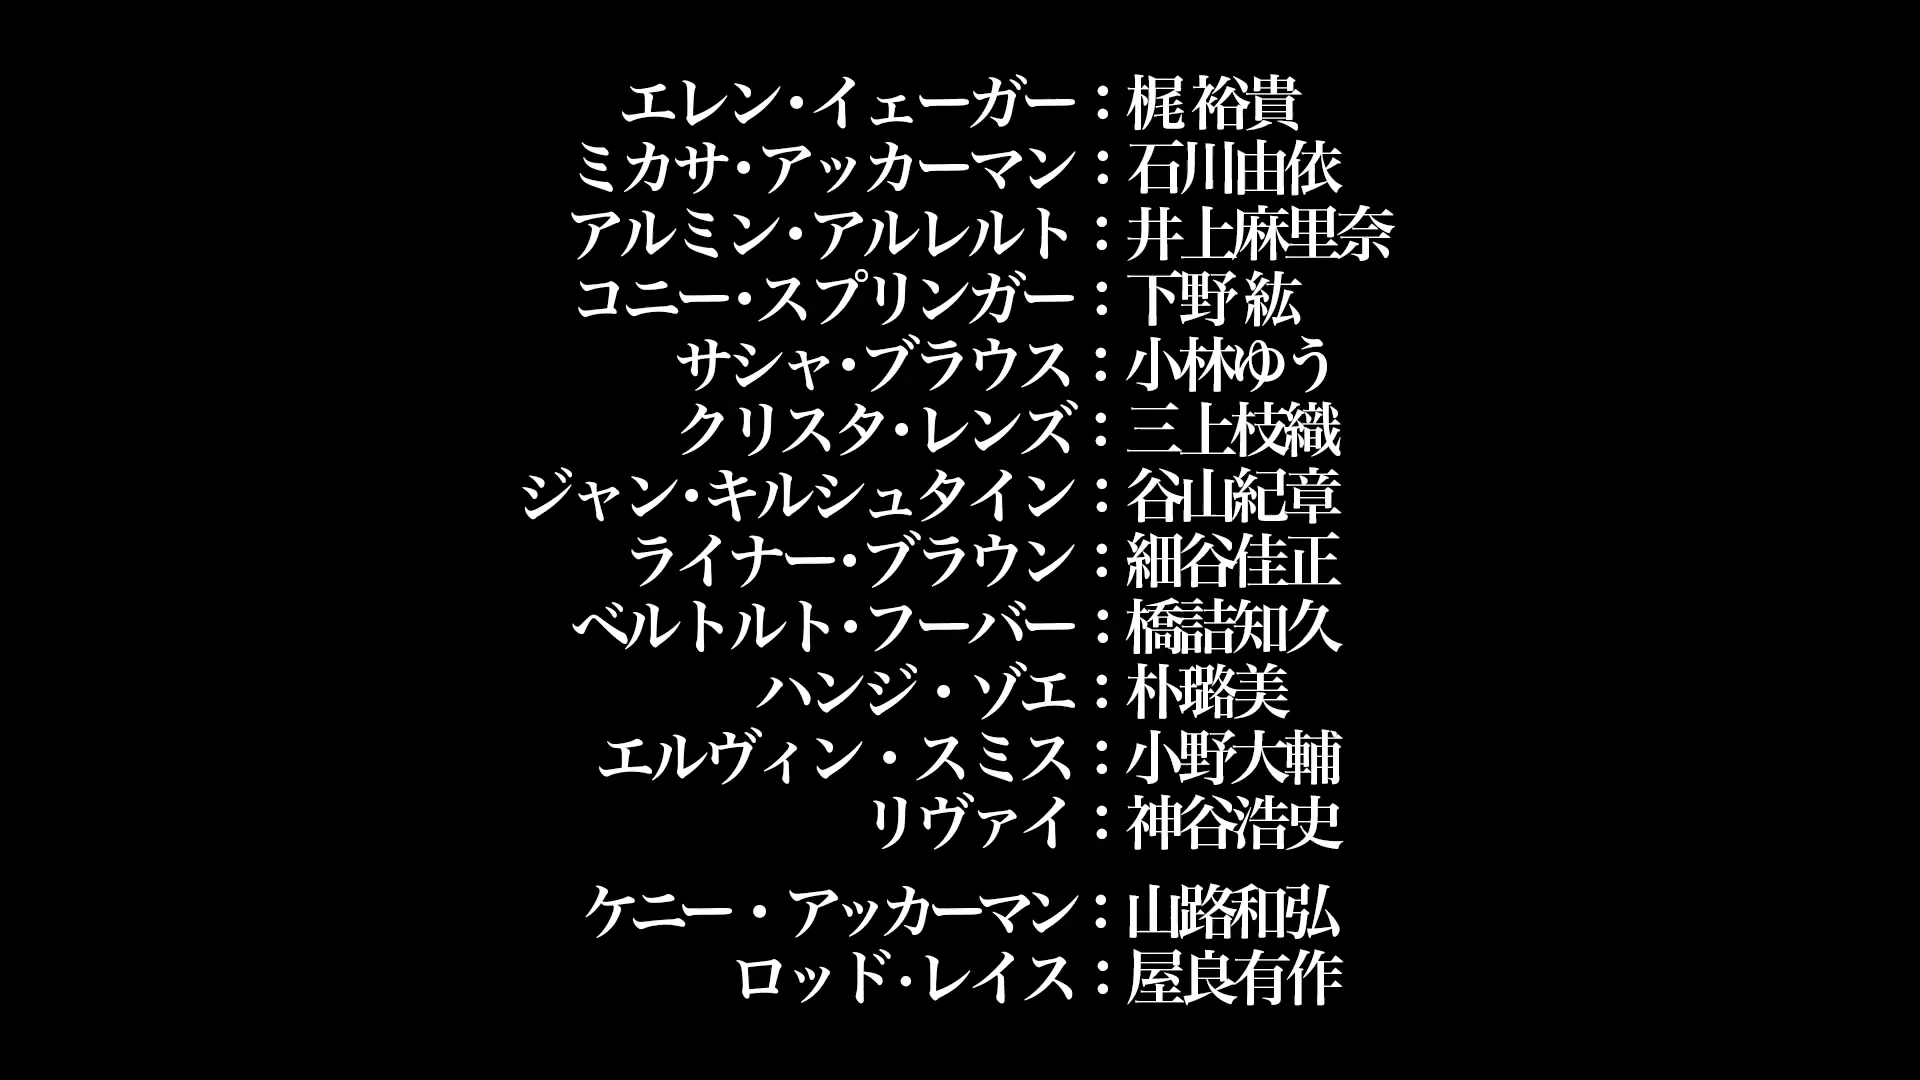 エレン・イェーガー：梶 裕貴
ミカサ・アッカーマン：石川由依
アルミン・アルレルト：井上麻里奈
コニー・スプリンガー：下野 紘
サシャ・ブラウス：小林ゆう
クリスタ・レンズ：三上枝織
ジャン・キルシュタイン：谷山紀章
ライナー・ブラウン：細谷佳正
ベルトルト・フーバー：橋詰知久
ハンジ・ゾエ：朴璐美
エルヴィン・スミス：小野大輔
リヴァイ：神谷浩史
ケニー・アッカーマン：山路和弘
ロッド・レイス：屋良有作